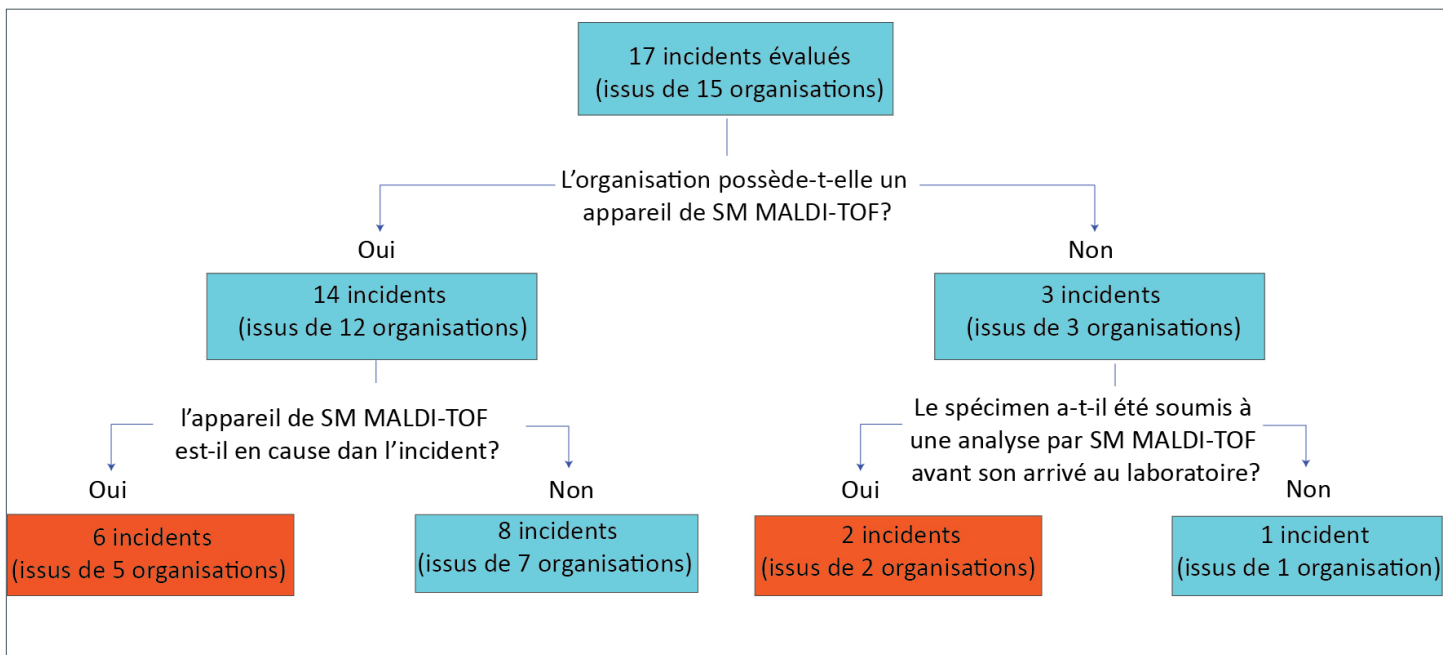 17 incidents évalués
(issus de 15 organisations)
L’organisation possède-t-elle un
appareil de SM MALDI-TOF?
Oui
Non
14 incidents
(issus de 12 organisations)
3 incidents
(issus de 3 organisations)
l’appareil de SM MALDI-TOF
est-il en cause dan l’incident?
Le spécimen a-t-il été soumis à
une analyse par SM MALDI-TOF
avant son arrivé au laboratoire?
Oui
Non
Oui
Non
6 incidents
(issus de 5 organisations)
8 incidents
(issus de 7 organisations)
2 incidents
(issus de 2 organisations)
1 incident
(issus de 1 organisation)